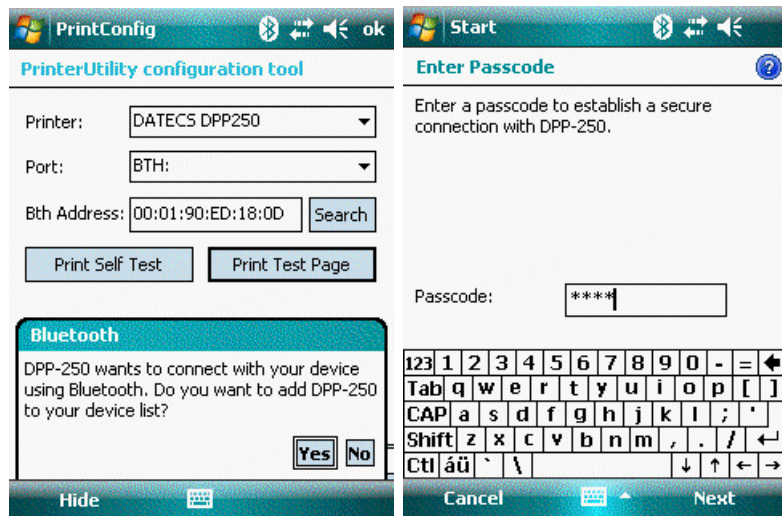 PrintConfig ok
PrinterUtility configuration tool
Printer: DATECS DPP250
Port: BTH:
Bth Address: 00:01:90:ED:18:0D Search
Print Self Test Print Test Page
Bluetooth
DPP-250 wants to connect with your device
using Bluetooth. Do you want to add DPP-250
to your device list?
Yes No
Hide
Start
Enter Passcode ?
Enter a passcode to establish a secure
connection with DPP-250.
Passcode: ****
123 1 2 3 4 5 6 7 8 9 0 - = 🡄
Tab q w e r t y u i o p [ ]
CAP a s d f g h j k l ; '
Shift z x c v b n m , . / ↵
Ctl áü ` \ ↓ ↑ ← →
Cancel Next